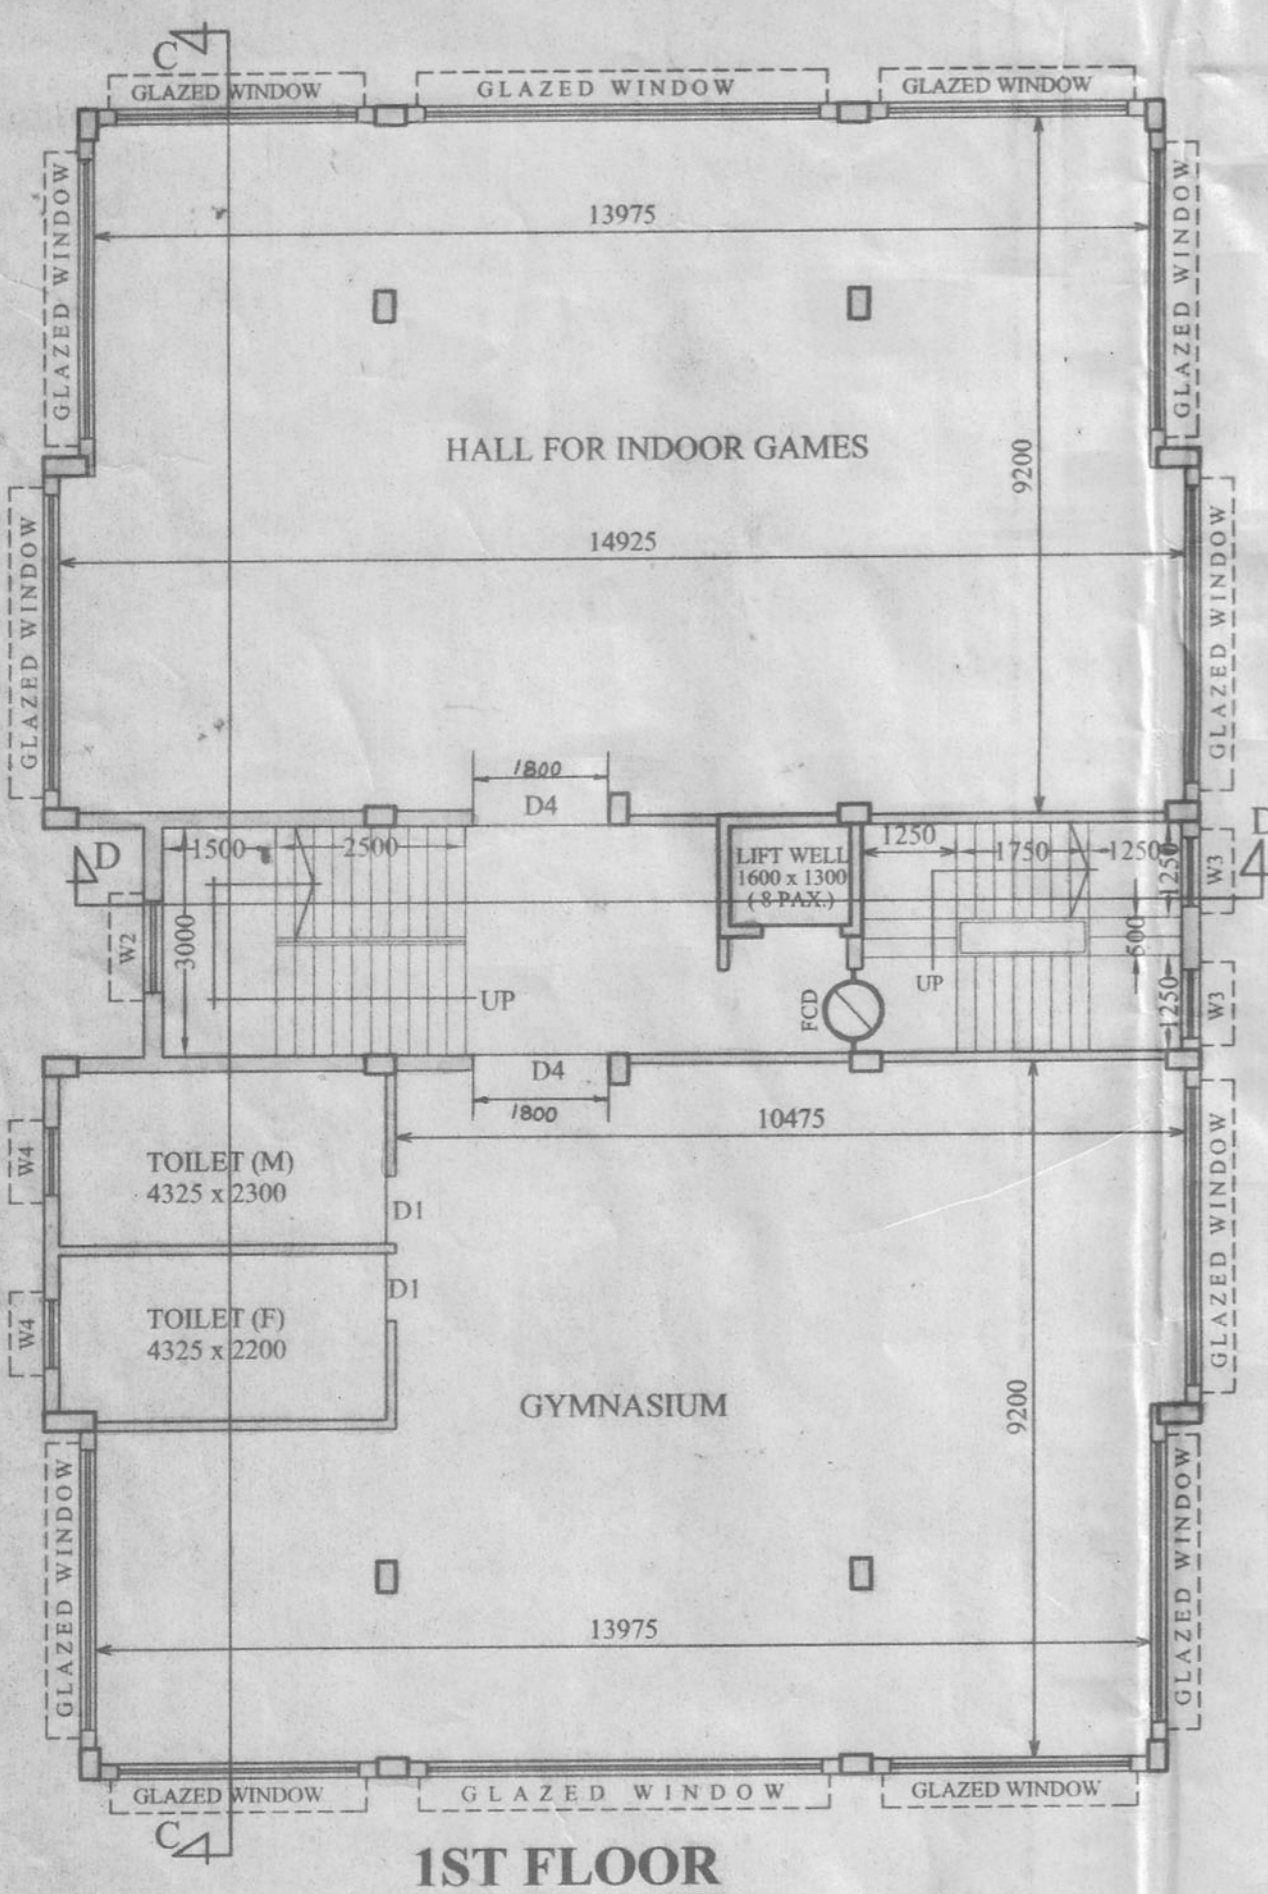 C
GLAZED WINDOW
GLAZED WINDOW
GLAZED WINDOW
GLAZED WINDOW
GLAZED WINDOW
13975
HALL FOR INDOOR GAMES
9200
14925
GLAZED WINDOW
GLAZED WINDOW
1800
D4
D
D
1500
2500
3000
W2
UP
LIFT WELL
1600 x 1300
( 8 PAX.)
1250
1750
1250
1250
600
1250
W3
W3
UP
FCD
D4
1800
10475
TOILET (M)
4325 x 2300
W4
D1
D1
TOILET (F)
4325 x 2200
W4
GYMNASIUM
9200
GLAZED WINDOW
GLAZED WINDOW
GLAZED WINDOW
13975
GLAZED WINDOW
GLAZED WINDOW
GLAZED WINDOW
C
1ST FLOOR